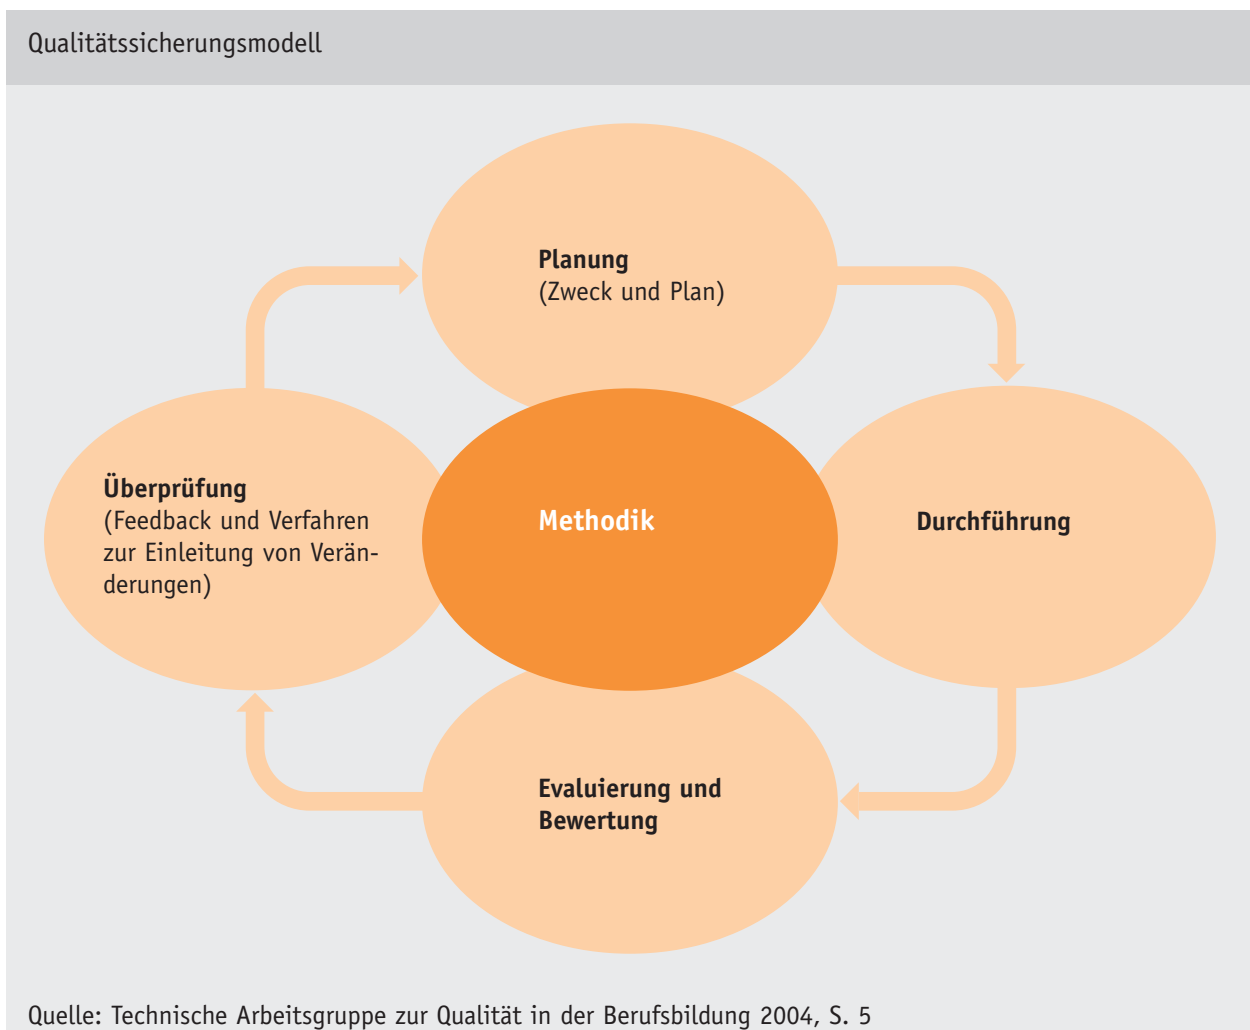 Qualitätssicherungsmodell
Planung
(Zweck und Plan)
Überprüfung
(Feedback und Verfahren
zur Einleitung von Verän-
derungen)
Methodik
Durchführung
Evaluierung und
Bewertung
Quelle: Technische Arbeitsgruppe zur Qualität in der Berufsbildung 2004, S. 5